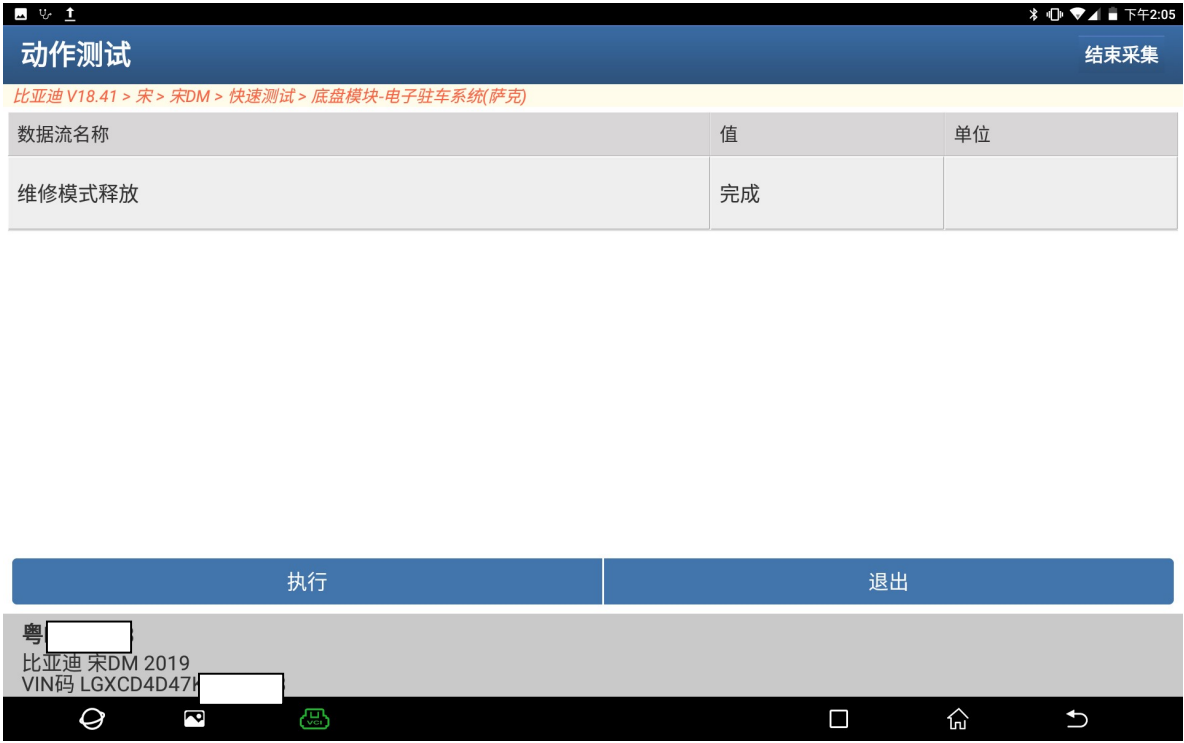 下午2:05
动作测试 结束采集
比亚迪 V18.41 > 宋 > 宋DM > 快速测试 > 底盘模块-电子驻车系统(萨克)
数据流名称 值 单位
维修模式释放 完成
执行 退出
粤
比亚迪 宋DM 2019
VIN码 LGXCD4D47
VCI